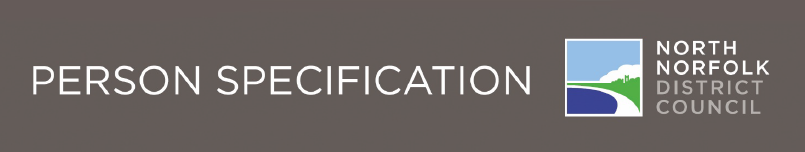 PERSON SPECIFICATION
NORTH
NORFOLK
DISTRICT
COUNCIL